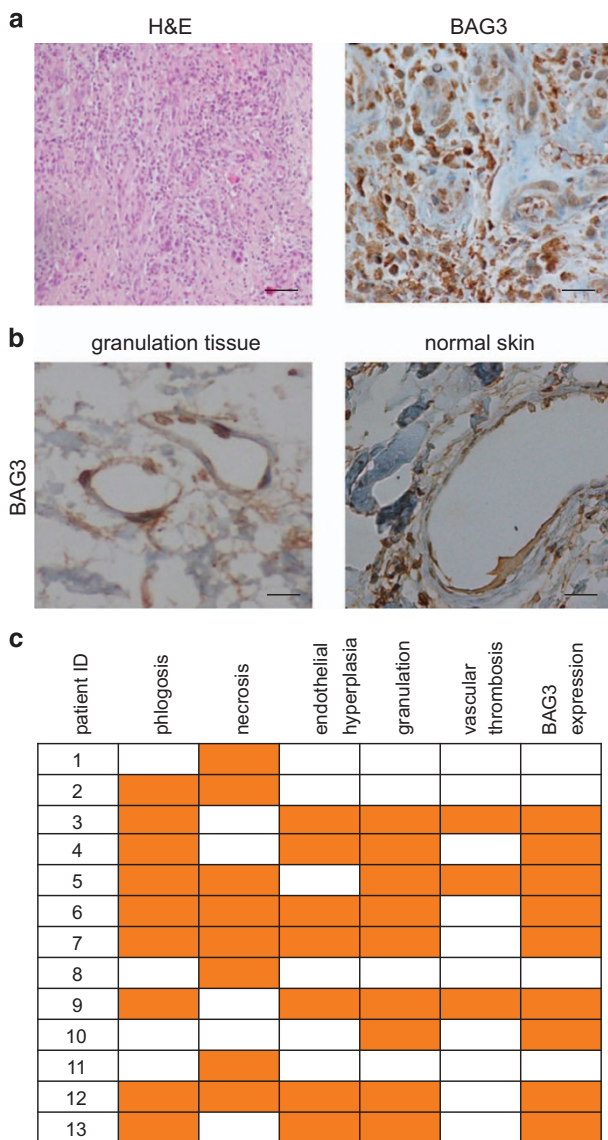 a
H&E
BAG3
b
granulation tissue
normal skin
BAG3
c
patient ID
phlogosis
necrosis
endothelial
hyperplasia
granulation
vascular
thrombosis
BAG3
expression
1
2
3
4
5
6
7
8
9
10
11
12
13